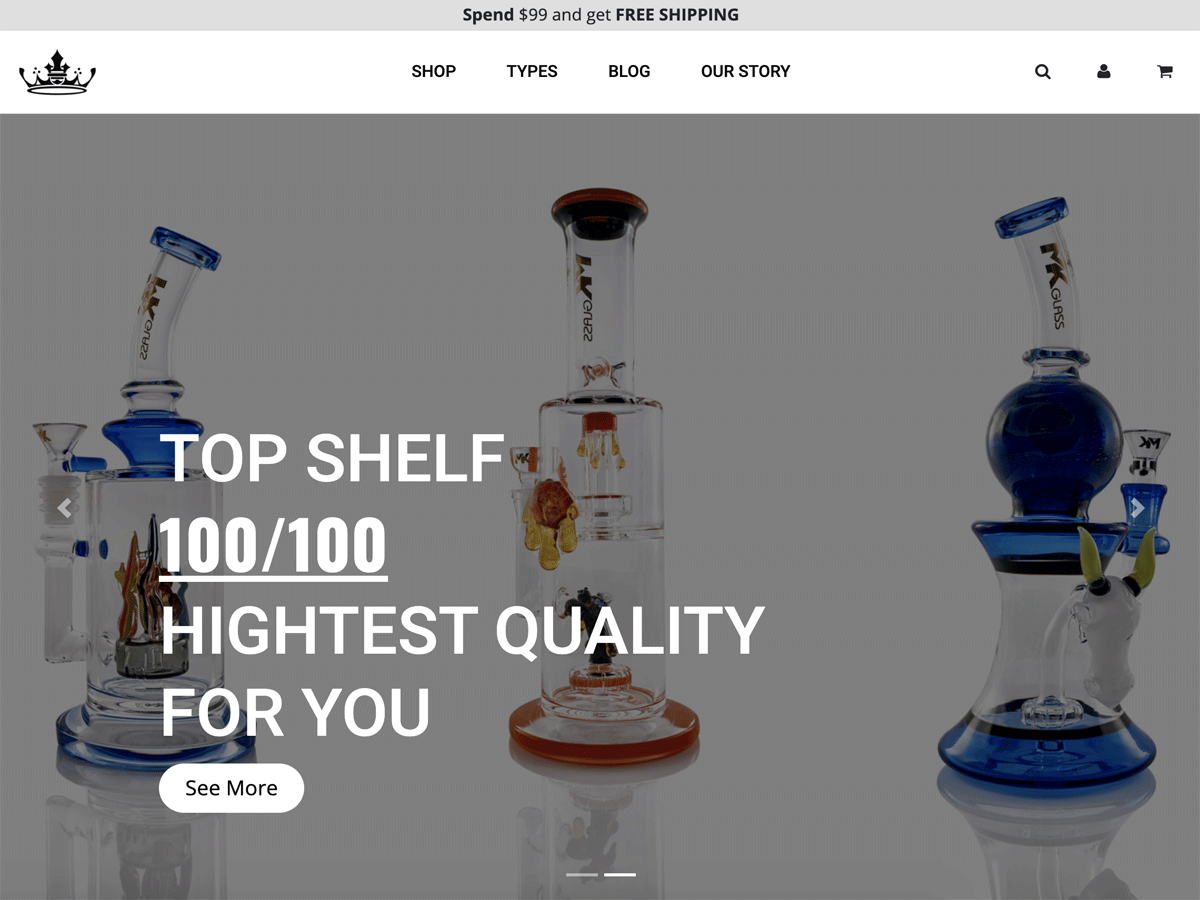 Spend $99 and get FREE SHIPPING
SHOP TYPES BLOG OUR STORY
MK GLASS
MK GLASS
MK GLASS
MK
MK
TOP SHELF
100/100
HIGHTEST QUALITY
FOR YOU
See More